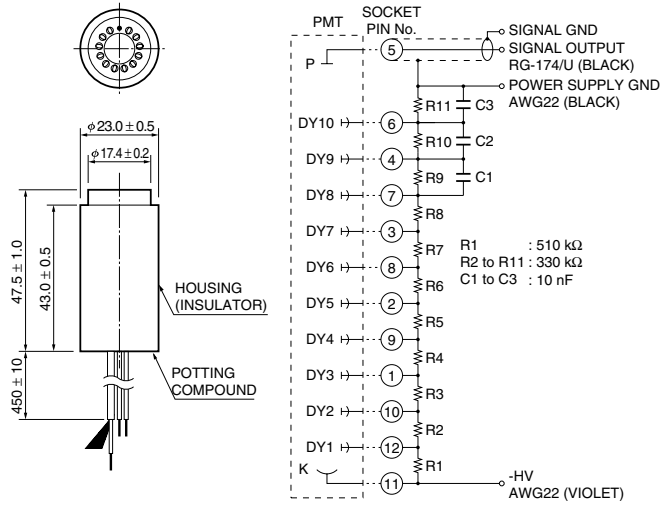 φ23.0 ± 0.5
φ17.4 ± 0.2
47.5 ± 1.0
43.0 ± 0.5
450 ± 10
HOUSING
(INSULATOR)
POTTING
COMPOUND
PMT
SOCKET
PIN No.
P
5
SIGNAL GND
SIGNAL OUTPUT
RG-174/U (BLACK)
POWER SUPPLY GND
AWG22 (BLACK)
R11 C3
DY10 6
R10 C2
DY9 4
R9 C1
DY8 7
R8
DY7 3
R7
DY6 8
R6
DY5 2
R5
DY4 9
R4
DY3 1
R3
DY2 10
R2
DY1 12
R1
K
11
-HV
AWG22 (VIOLET)
R1 : 510 kΩ
R2 to R11 : 330 kΩ
C1 to C3 : 10 nF